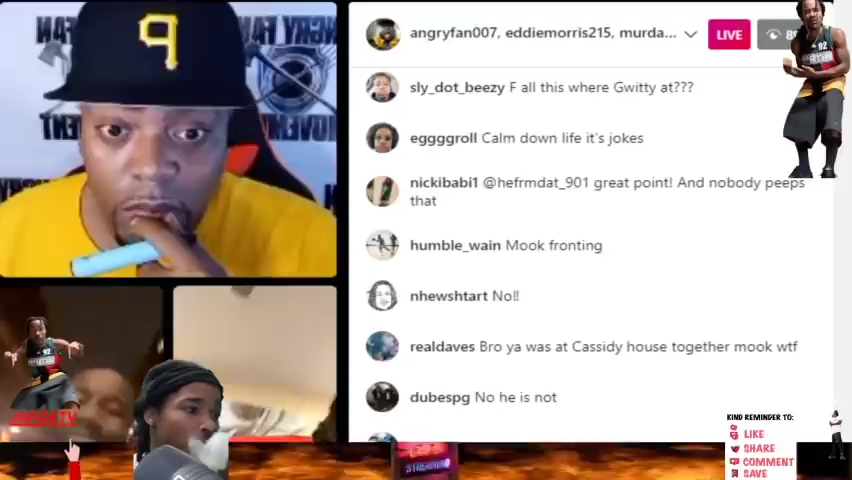 angryfan007, eddiemorris215, murda...
LIVE
sly_dot_beezy F all this where Gwitty at???
eggggroll Calm down life it's jokes
nickibabi1 @hefrmdat_901 great point! And nobody peeps
that
humble_wain Mook fronting
nhewshtart No!!
realdaves Bro ya was at Cassidy house together mook wtf
dubespg No he is not
KIND REMINDER TO:
LIKE
SHARE
COMMENT
SAVE